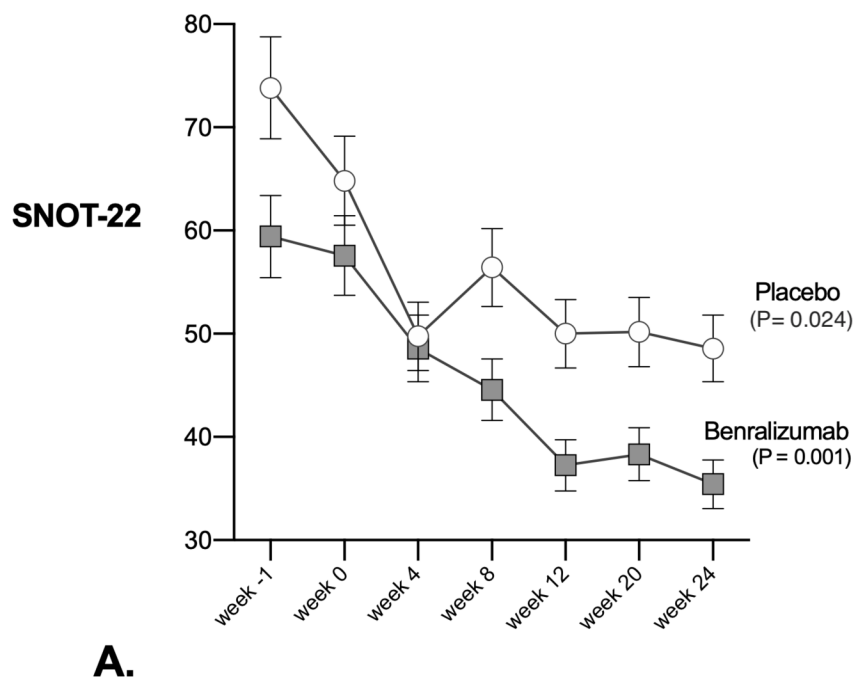 80
70
SNOT-22
60
Placebo
(P= 0.024)
50
Benralizumab
(P = 0.001)
40
30
week -1
week 0
week 4
week 8
week 12
week 20
week 24
A.